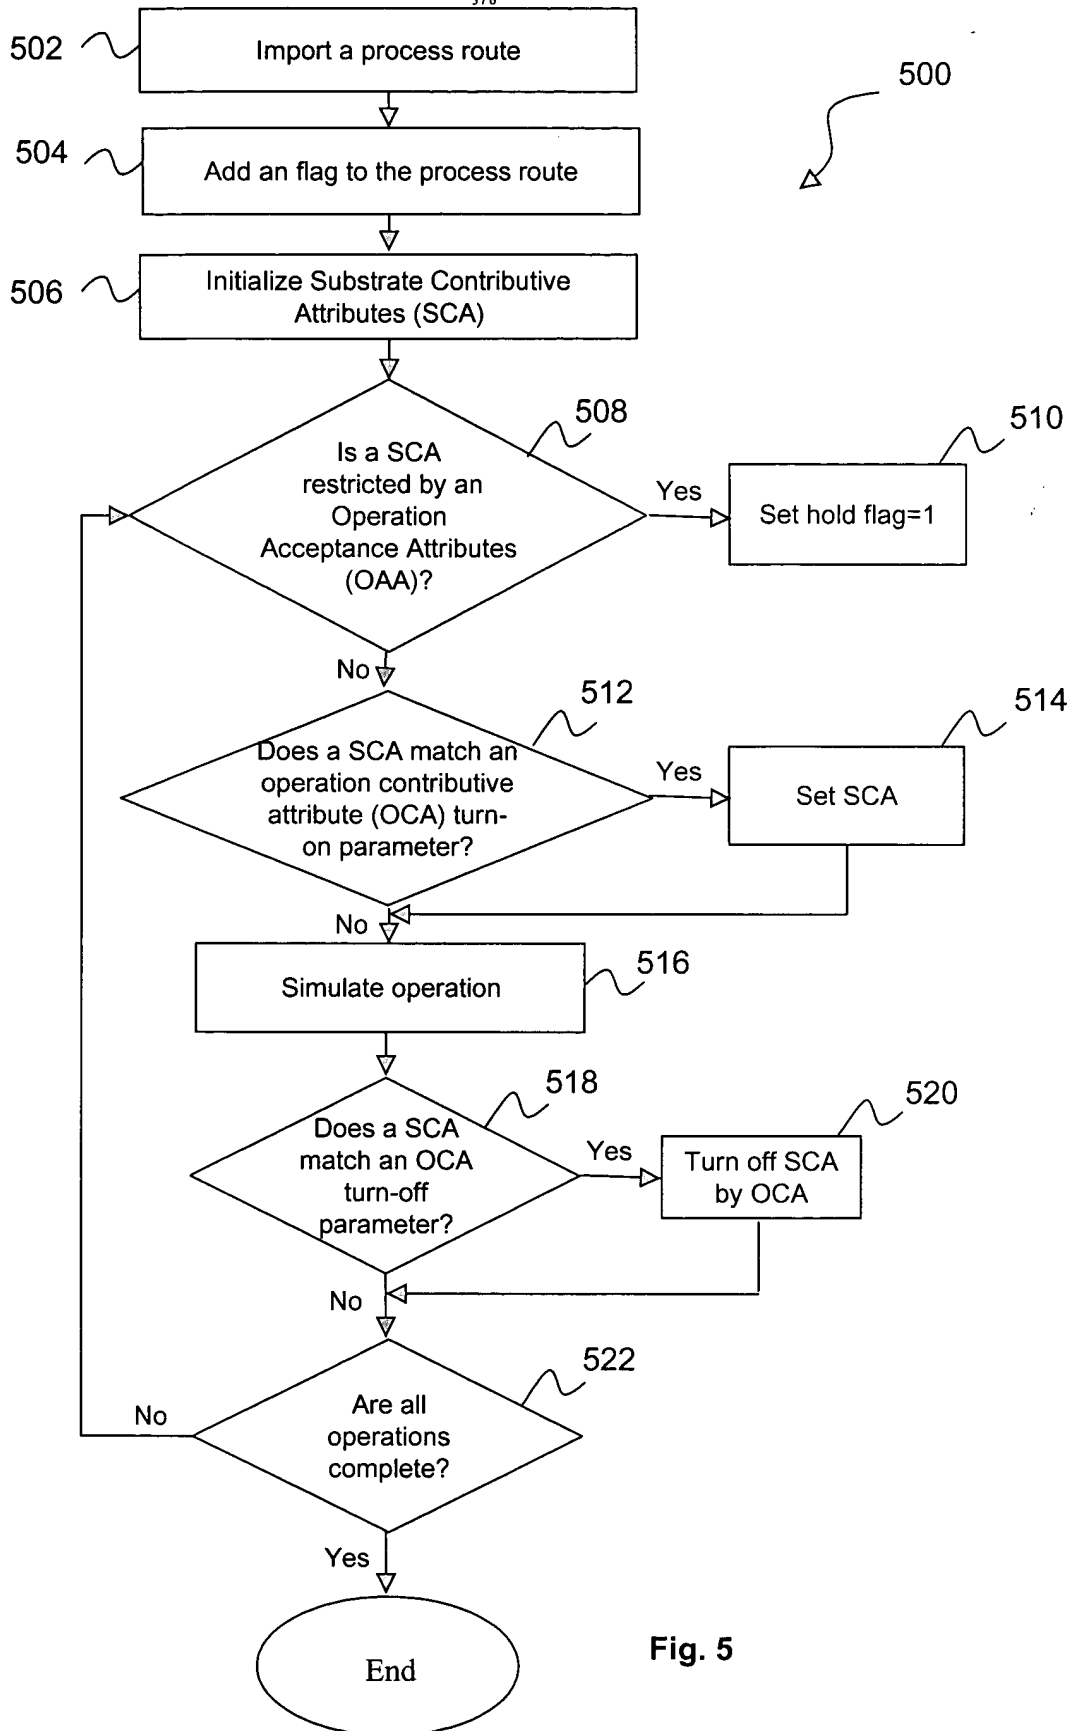 502
Import a process route
500
504
Add an flag to the process route
506
Initialize Substrate Contributive
Attributes (SCA)
508
Is a SCA
restricted by an
Operation
Acceptance Attributes
(OAA)?
Yes
510
Set hold flag=1
No
512
Does a SCA match an
operation contributive
attribute (OCA) turn-
on parameter?
Yes
514
Set SCA
No
Simulate operation
516
518
Does a SCA
match an OCA
turn-off
parameter?
Yes
520
Turn off SCA
by OCA
No
522
Are all
operations
complete?
No
Yes
End
Fig. 5